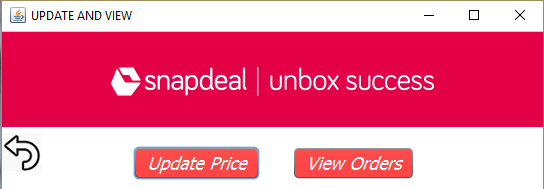 UPDATE AND VIEW
snapdeal | unbox success
Update Price View Orders